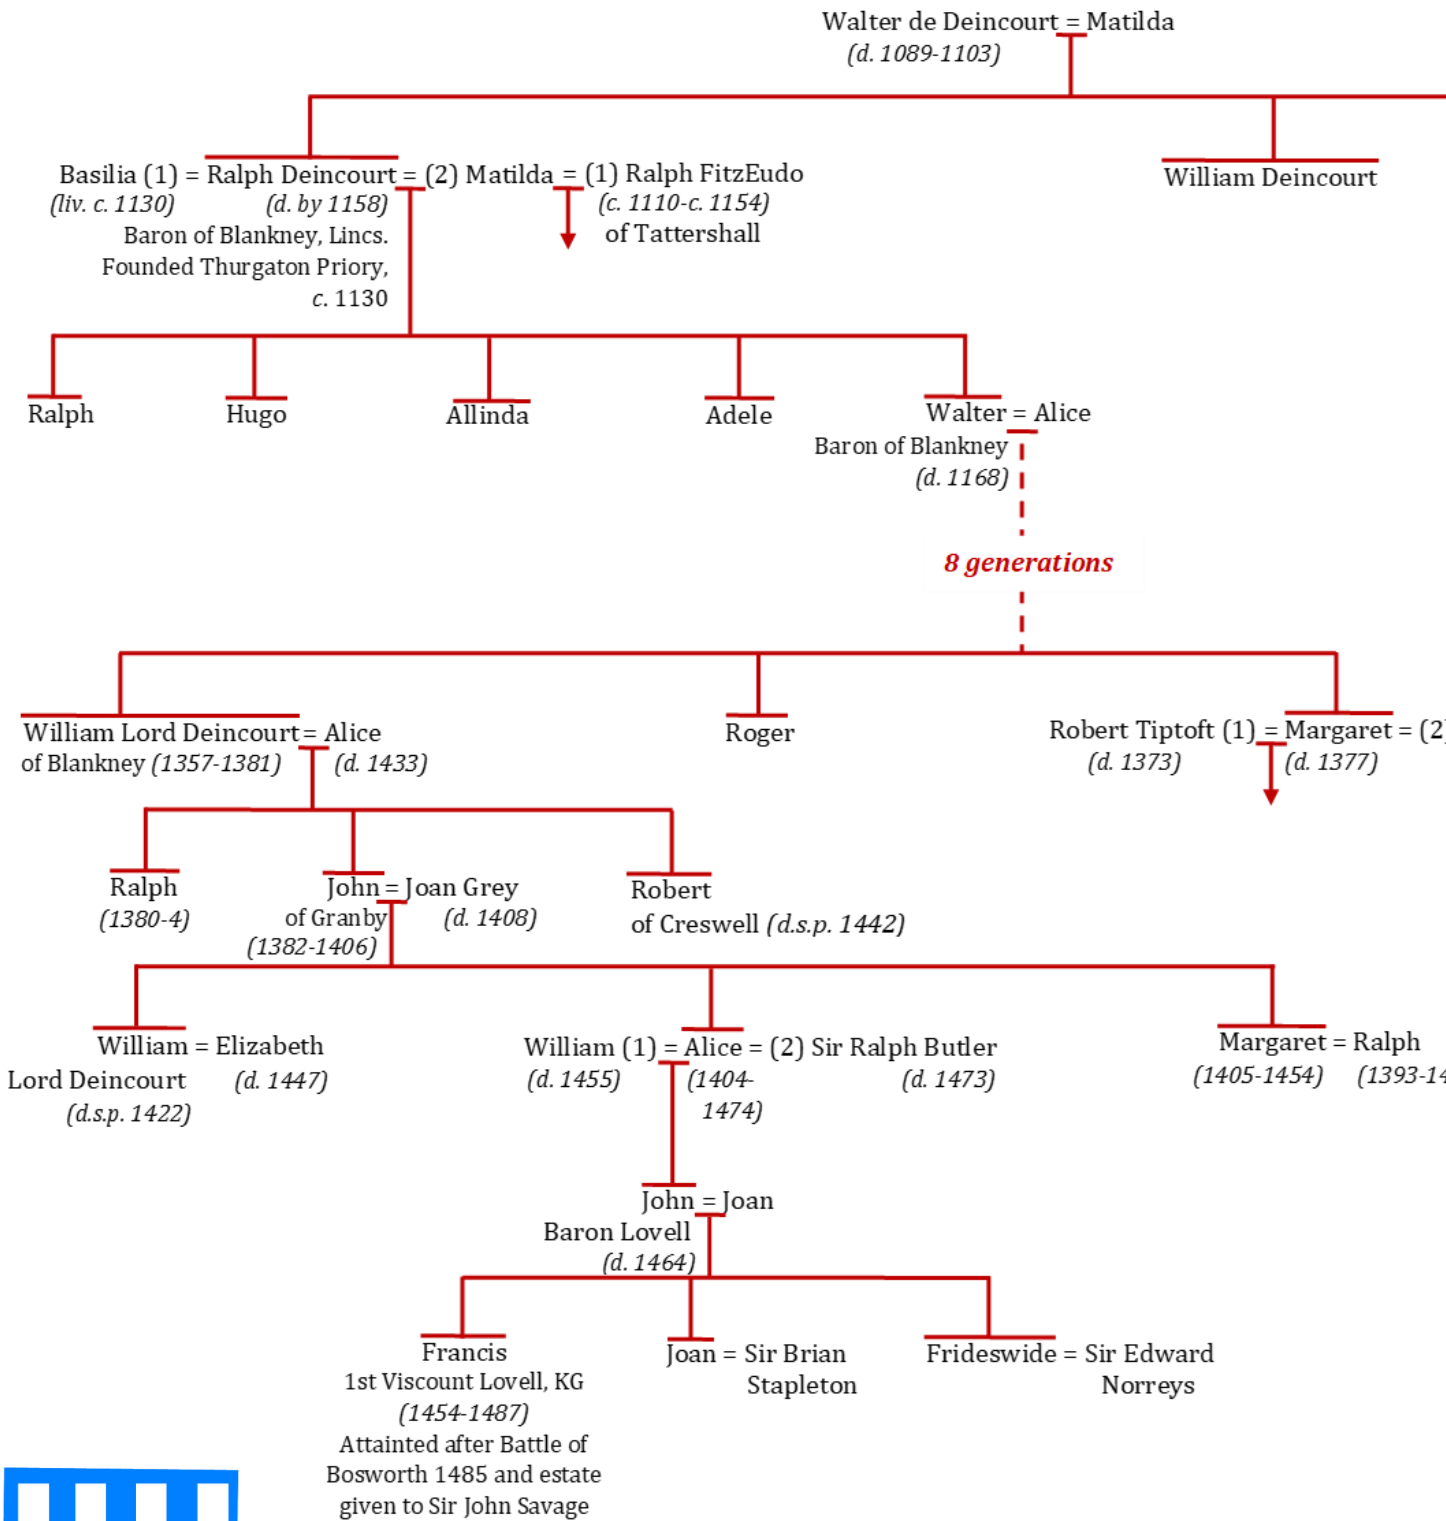 Walter de Deincourt = Matilda
(d. 1089-1103)
Basilia (1) = Ralph Deincourt = (2) Matilda = (1) Ralph FitzEudo
William Deincourt
(liv. c. 1130) (d. by 1158) (c. 1110-c. 1154)
Baron of Blankney, Lincs. of Tattershall
Founded Thurgaton Priory,
c. 1130
Ralph Hugo Allinda Adele Walter = Alice
Baron of Blankney
(d. 1168)
8 generations
William Lord Deincourt = Alice Roger Robert Tiptoft (1) = Margaret = (2)
of Blankney (1357-1381) (d. 1433) (d. 1373) (d. 1377)
Ralph John = Joan Grey Robert
(1380-4) of Granby (d. 1408) of Creswell (d.s.p. 1442)
(1382-1406)
William = Elizabeth William (1) = Alice = (2) Sir Ralph Butler Margaret = Ralph
Lord Deincourt (d. 1447) (d. 1455) (1404- (d. 1473) (1405-1454) (1393-14
(d.s.p. 1422) 1474)
John = Joan
Baron Lovell
(d. 1464)
Francis Joan = Sir Brian Frideswide = Sir Edward
1st Viscount Lovell, KG Stapleton Norreys
(1454-1487)
Attainted after Battle of
Bosworth 1485 and estate
given to Sir John Savage